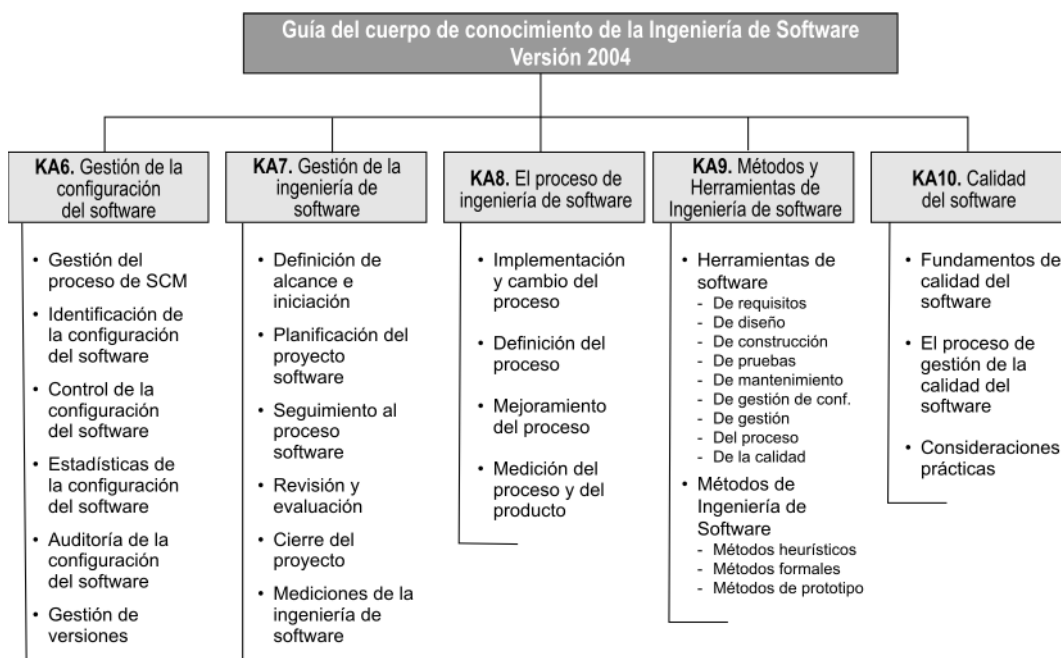 Guía del cuerpo de conocimiento de la Ingeniería de Software
Versión 2004
KA6. Gestión de la
configuración
del software
• Gestión del
proceso de SCM
• Identificación de
la configuración
del software
• Control de la
configuración
del software
• Estadísticas de
la configuración
del software
• Auditoría de la
configuración
del software
• Gestión de
versiones
KA7. Gestión de la
ingeniería de
software
• Definición de
alcance e
iniciación
• Planificación del
proyecto
software
• Seguimiento al
proceso
software
• Revisión y
evaluación
• Cierre del
proyecto
• Mediciones de la
ingeniería de
software
KA8. El proceso de
ingeniería de software
• Implementación
y cambio del
proceso
• Definición del
proceso
• Mejoramiento
del proceso
• Medición del
proceso y del
producto
KA9. Métodos y
Herramientas de
Ingeniería de software
• Herramientas de
software
- De requisitos
- De diseño
- De construcción
- De pruebas
- De mantenimiento
- De gestión de conf.
- De gestión
- Del proceso
- De la calidad
• Métodos de
Ingeniería de
Software
- Métodos heurísticos
- Métodos formales
- Métodos de prototipo
KA10. Calidad
del software
• Fundamentos de
calidad del
software
• El proceso de
gestión de la
calidad del
software
• Consideraciones
prácticas